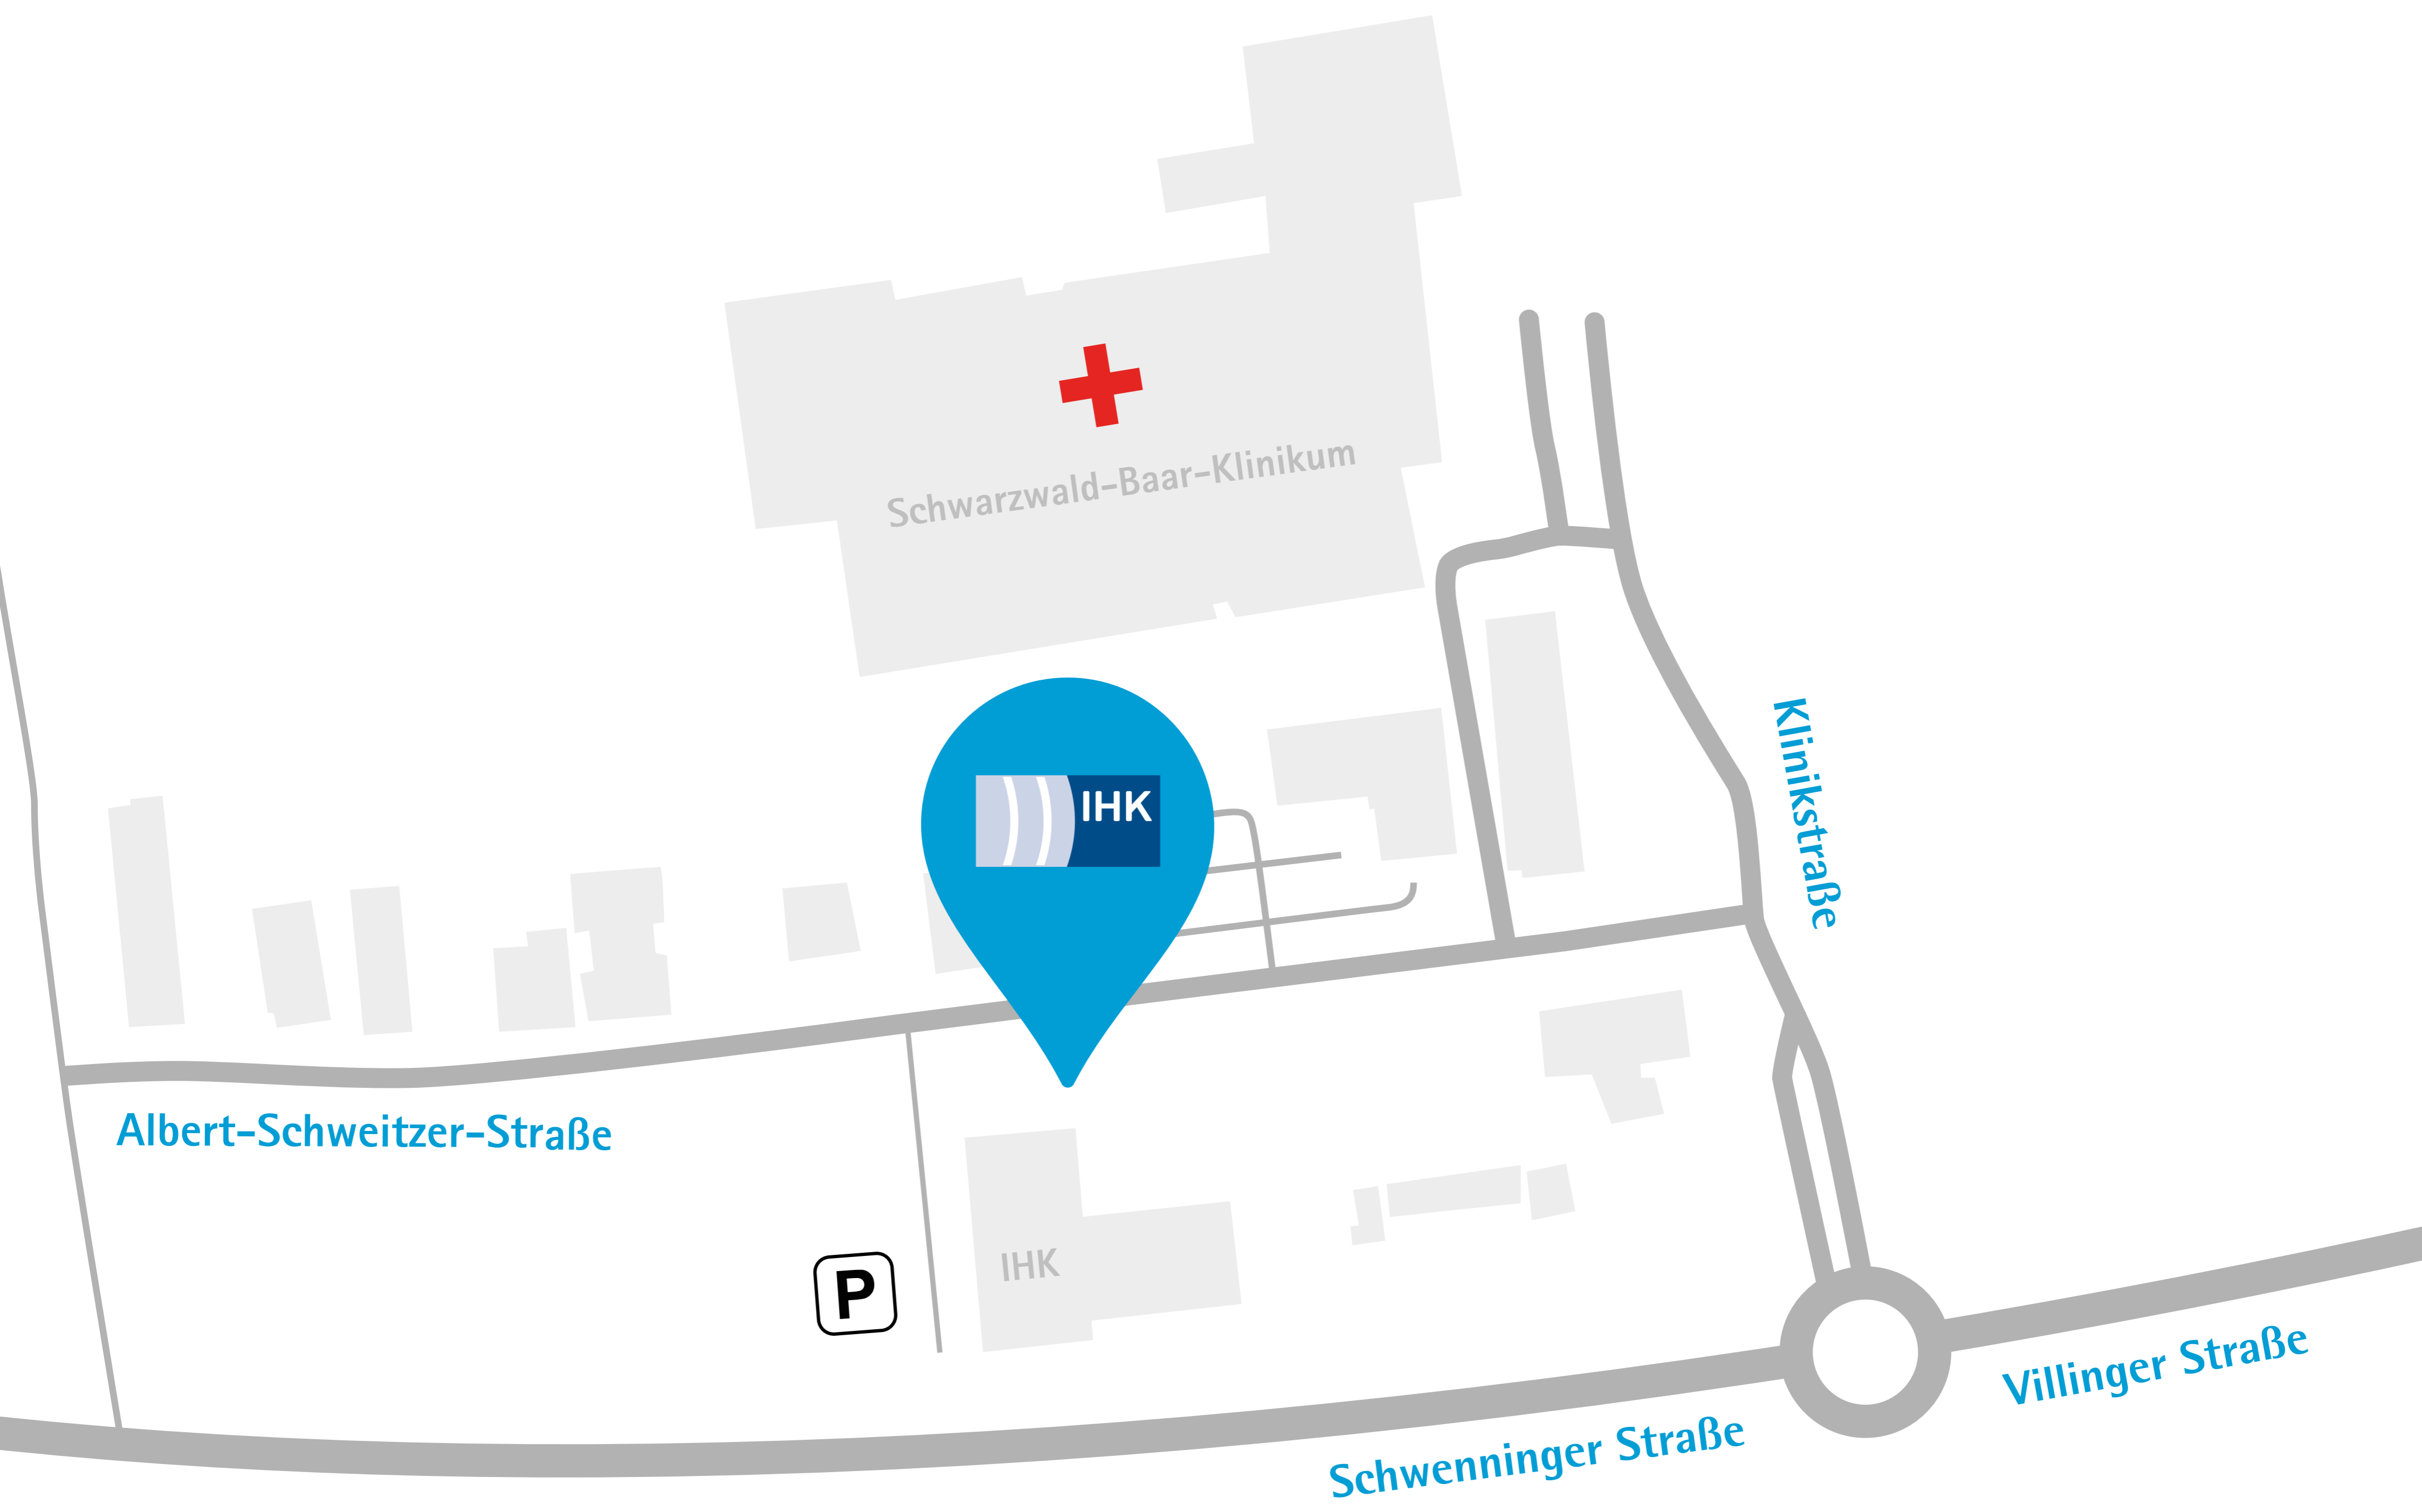 Schwarzwald-Baar-Klinikum
Klinikstraße
IHK
Albert-Schweitzer-Straße
IHK
P
Villinger Straße
Schwenninger Straße